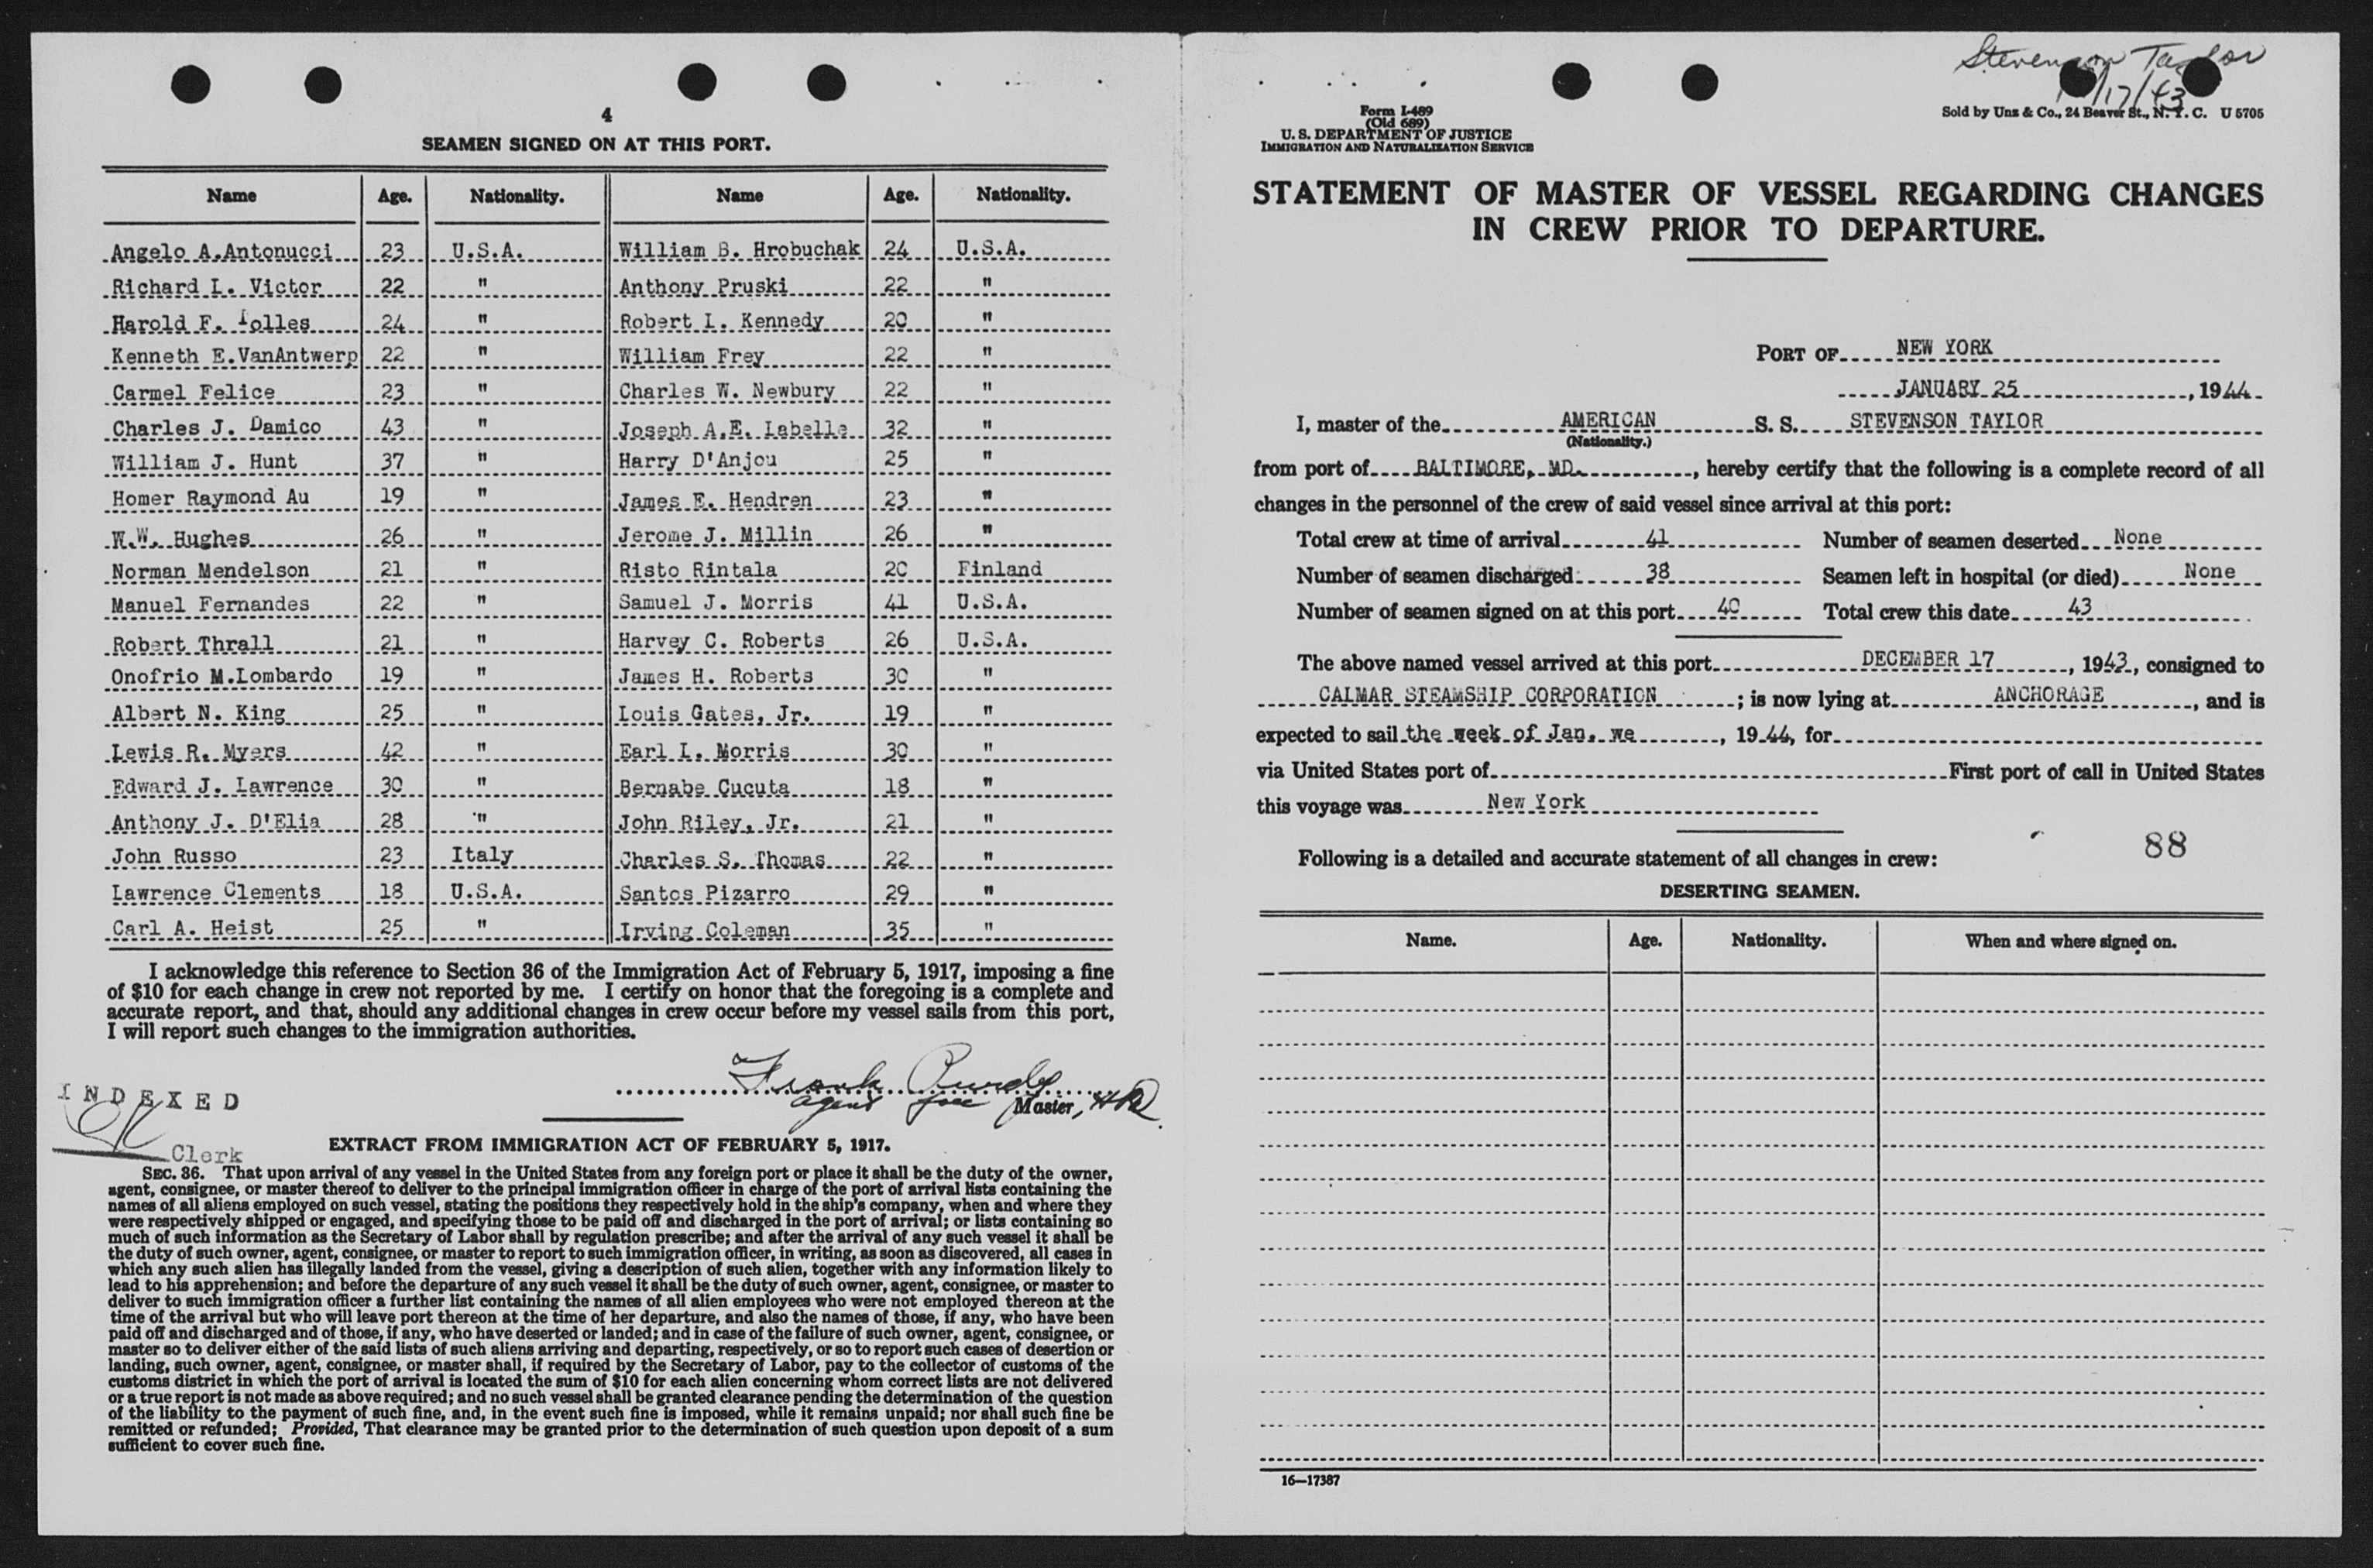 4
SEAMEN SIGNED ON AT THIS PORT.
Name Age. Nationality. Name Age. Nationality.
Angelo A.Antonucci 23 U.S.A. William B. Hrobuchak 24 U.S.A.
Richard L. Victor 22 " Anthony Pruski 22 "
Harold F. Tolles 24 " Robert L. Kennedy 20 "
Kenneth E.VanAntwerp 22 " William Frey 22 "
Carmel Felice 23 " Charles W. Newbury 22 "
Charles J. Damico 43 " Joseph A.E. Labelle 32 "
William J. Hunt 37 " Harry D'Anjou 25 "
Homer Raymond Au 19 " James E. Hendren 23 "
W.W. Hughes 26 " Jerome J. Millin 26 "
Norman Mendelson 21 " Risto Rintala 20 Finland
Manuel Fernandes 22 " Samuel J. Morris 41 U.S.A.
Robert Thrall 21 " Harvey C. Roberts 26 U.S.A.
Onofrio M.Lombardo 19 " James H. Roberts 30 "
Albert N. King 25 " Louis Gates, Jr. 19 "
Lewis R. Myers 42 " Earl L. Morris 30 "
Edward J. Lawrence 30 " Bernabe Cucuta 18 "
Anthony J. D'Elia 28 " John Riley, Jr. 21 "
John Russo 23 Italy Charles S. Thomas 22 "
Lawrence Clements 18 U.S.A. Santos Pizarro 29 "
Carl A. Heist 25 " Irving Coleman 35 "
I acknowledge this reference to Section 36 of the Immigration Act of February 5, 1917, imposing a fine
of $10 for each change in crew not reported by me. I certify on honor that the foregoing is a complete and
accurate report, and that, should any additional changes in crew occur before my vessel sails from this port,
I will report such changes to the immigration authorities.
Frank
agent for Master,
INDEXED
Clerk
EXTRACT FROM IMMIGRATION ACT OF FEBRUARY 5, 1917.
SEC. 36. That upon arrival of any vessel in the United States from any foreign port or place it shall be the duty of the owner,
agent, consignee, or master thereof to deliver to the principal immigration officer in charge of the port of arrival lists containing the
names of all aliens employed on such vessel, stating the positions they respectively hold in the ship's company, when and where they
were respectively shipped or engaged, and specifying those to be paid off and discharged in the port of arrival; or lists containing so
much of such information as the Secretary of Labor shall by regulation prescribe; and after the arrival of any such vessel it shall be
the duty of such owner, agent, consignee, or master to report to such immigration officer, in writing, as soon as discovered, all cases in
which any such alien has illegally landed from the vessel, giving a description of such alien, together with any information likely to
lead to his apprehension; and before the departure of any such vessel it shall be the duty of such owner, agent, consignee, or master to
deliver to such immigration officer a further list containing the names of all alien employees who were not employed thereon at the
time of the arrival but who will leave port thereon at the time of her departure, and also the names of those, if any, who have been
paid off and discharged and of those, if any, who have deserted or landed; and in case of the failure of such owner, agent, consignee, or
master so to deliver either of the said lists of such aliens arriving and departing, respectively, or so to report such cases of desertion or
landing, such owner, agent, consignee, or master shall, if required by the Secretary of Labor, pay to the collector of customs of the
customs district in which the port of arrival is located the sum of $10 for each alien concerning whom correct lists are not delivered
or a true report is not made as above required; and no such vessel shall be granted clearance pending the determination of the question
of the liability to the payment of such fine, and, in the event such fine is imposed, while it remains unpaid; nor shall such fine be
remitted or refunded; Provided, That clearance may be granted prior to the determination of such question upon deposit of a sum
sufficient to cover such fine.
Stevenson Taylor
17/43
Form I-489
(Old 689)
U. S. DEPARTMENT OF JUSTICE
IMMIGRATION AND NATURALIZATION SERVICE
Sold by Uns & Co., 24 Beaver St., N. Y. C. U 5705
STATEMENT OF MASTER OF VESSEL REGARDING CHANGES
IN CREW PRIOR TO DEPARTURE.
PORT OF NEW YORK
JANUARY 25, 1944
I, master of the AMERICAN S. S. STEVENSON TAYLOR
(Nationality.)
from port of BALTIMORE, MD., hereby certify that the following is a complete record of all
changes in the personnel of the crew of said vessel since arrival at this port:
Total crew at time of arrival 41 Number of seamen deserted None
Number of seamen discharged 38 Seamen left in hospital (or died) None
Number of seamen signed on at this port 40 Total crew this date 43
The above named vessel arrived at this port DECEMBER 17, 1943, consigned to
CALMAR STEAMSHIP CORPORATION; is now lying at ANCHORAGE, and is
expected to sail the week of Jan. we, 1944, for
via United States port of First port of call in United States
this voyage was New York
88
Following is a detailed and accurate statement of all changes in crew:
DESERTING SEAMEN.
Name. Age. Nationality. When and where signed on.
16—17387